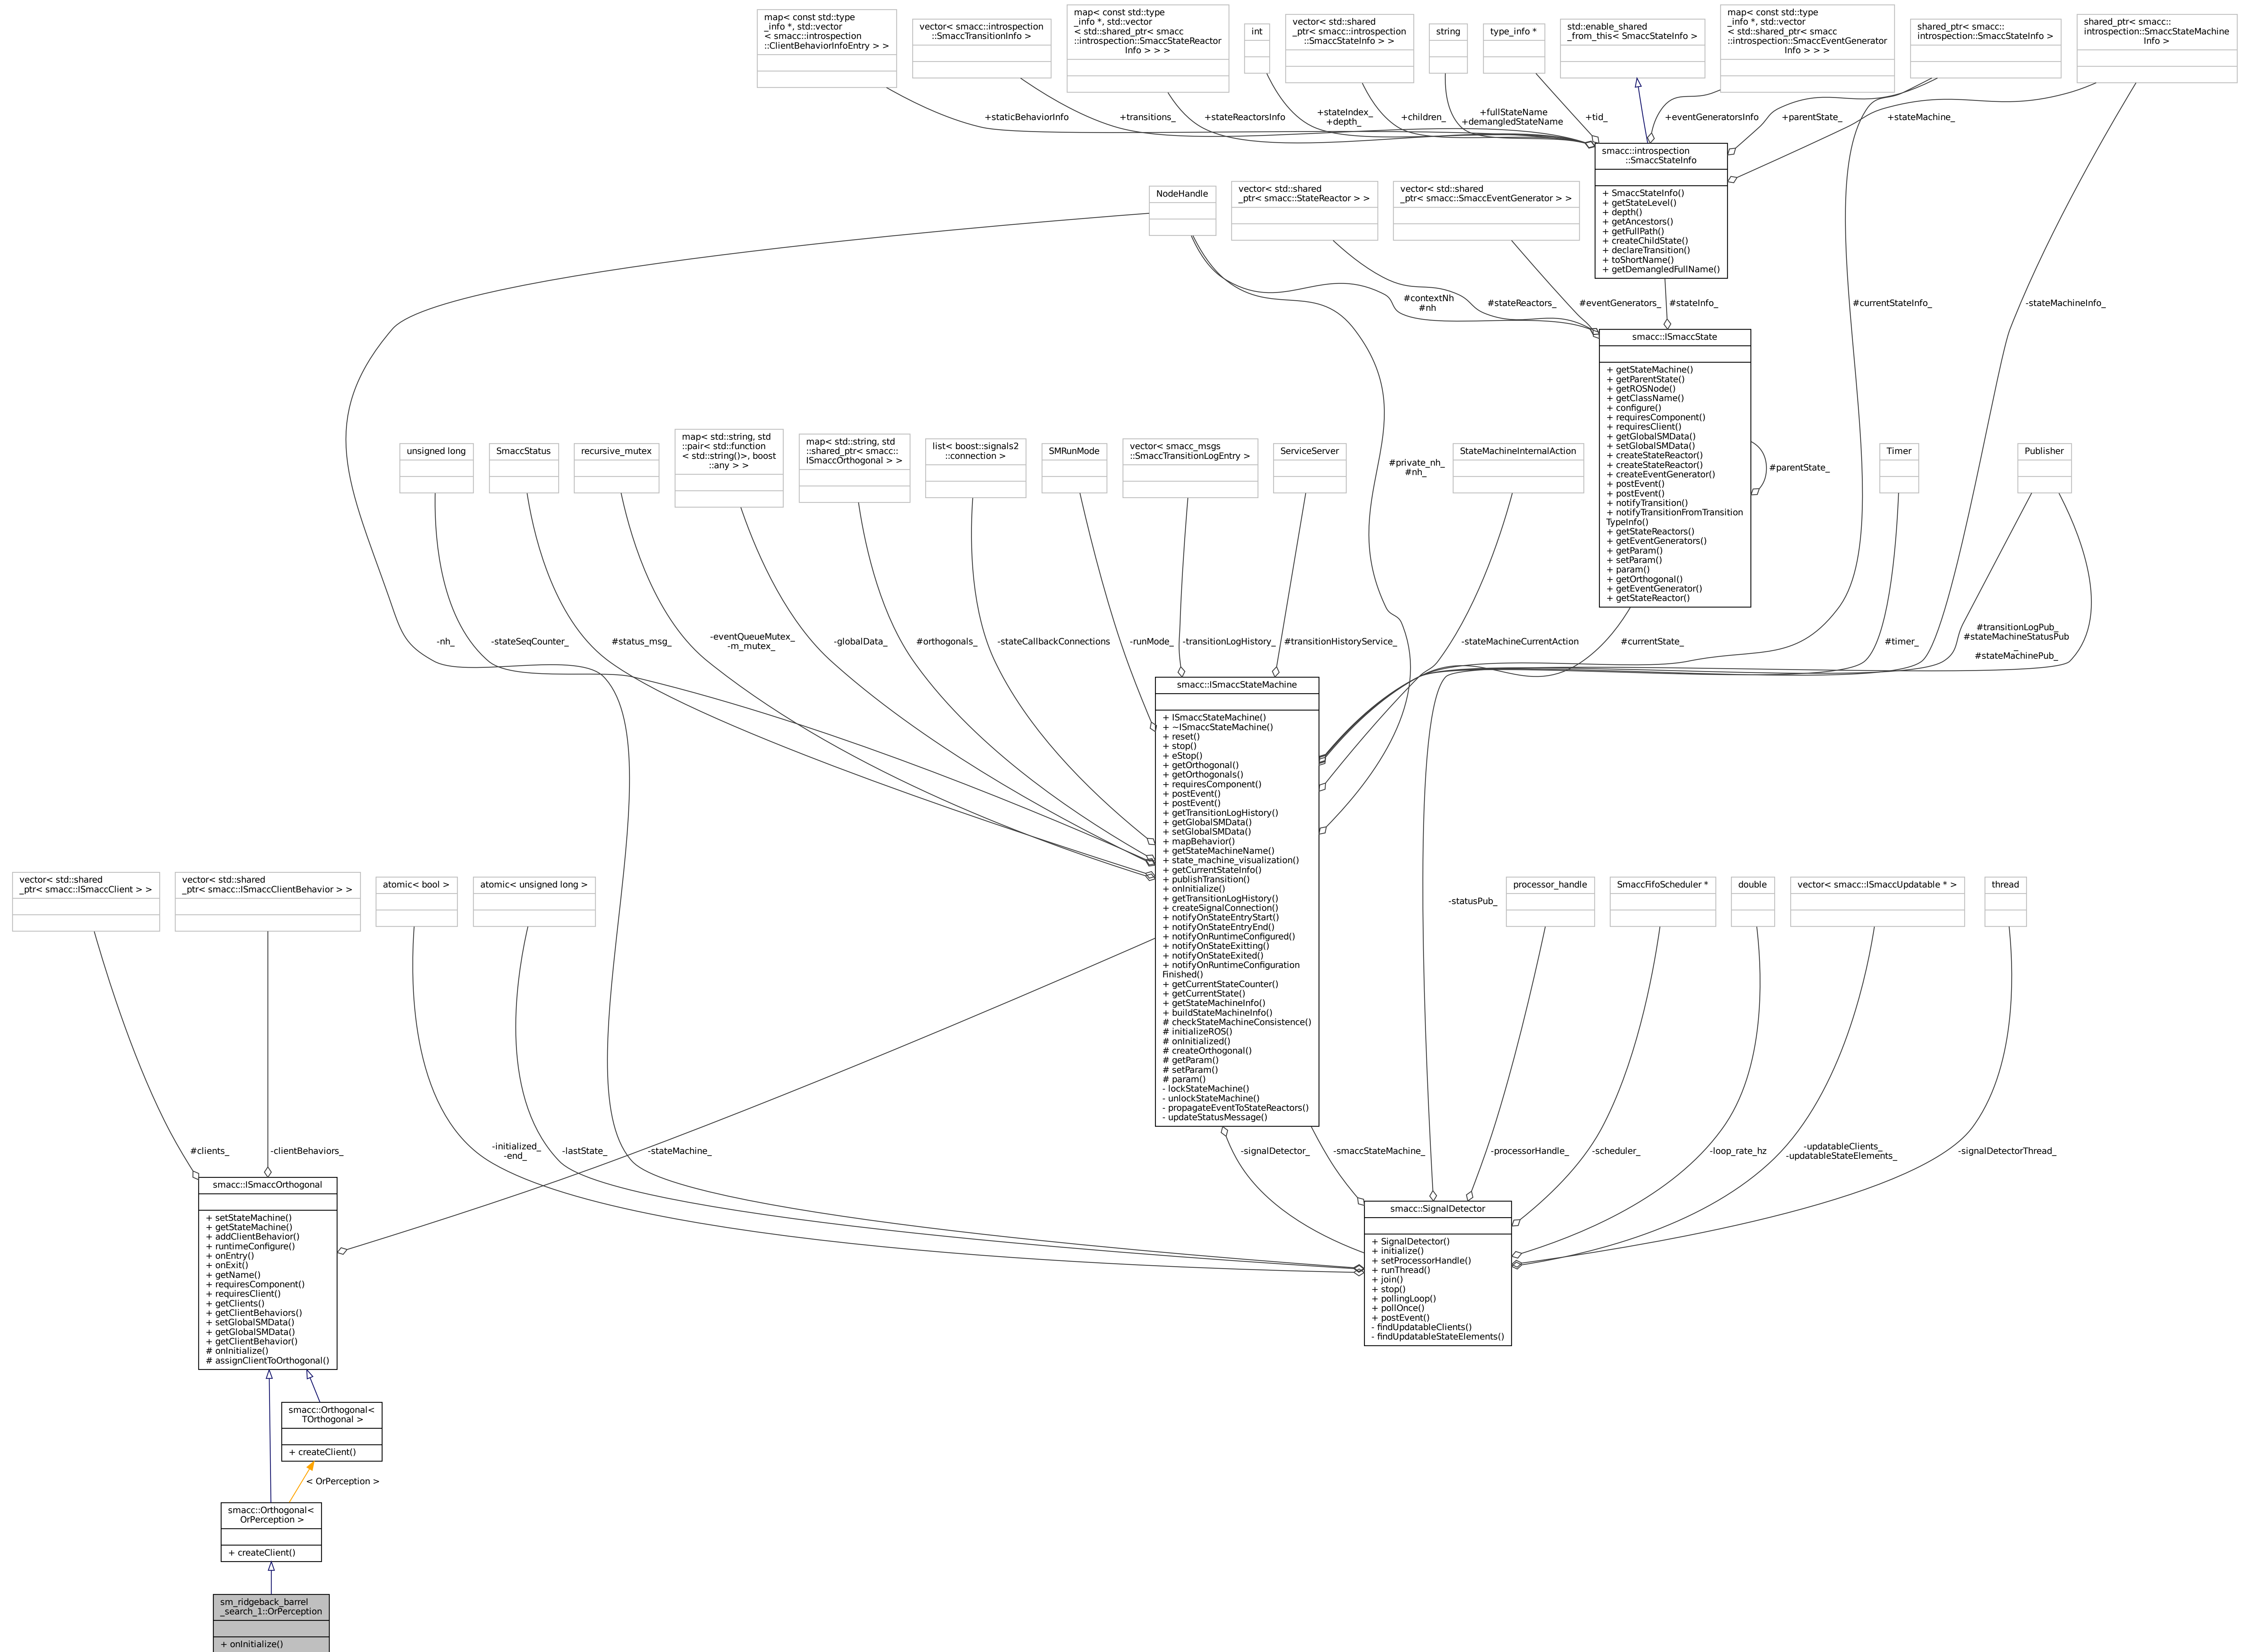 map< const std::type
_info *, std::vector
< smacc::introspection
::ClientBehaviorInfoEntry > >
vector< smacc::introspection
::SmaccTransitionInfo >
map< const std::type
_info *, std::vector
< std::shared_ptr< smacc
::introspection::SmaccStateReactor
Info > > >
int
vector< std::shared
_ptr< smacc::introspection
::SmaccStateInfo > >
string
type_info *
std::enable_shared
_from_this< SmaccStateInfo >
map< const std::type
_info *, std::vector
< std::shared_ptr< smacc
::introspection::SmaccEventGenerator
Info > > >
shared_ptr< smacc::
introspection::SmaccStateInfo >
shared_ptr< smacc::
introspection::SmaccStateMachine
Info >
+staticBehaviorInfo
+transitions_
+stateReactorsInfo
+stateIndex_
+depth_
+children_
+fullStateName
+demangledStateName
+tid_
+eventGeneratorsInfo
+parentState_
+stateMachine_
smacc::introspection
::SmaccStateInfo
+ SmaccStateInfo()
+ getStateLevel()
+ depth()
+ getAncestors()
+ getFullPath()
+ createChildState()
+ declareTransition()
+ toShortName()
+ getDemangledFullName()
NodeHandle
vector< std::shared
_ptr< smacc::StateReactor > >
vector< std::shared
_ptr< smacc::SmaccEventGenerator > >
#contextNh
#nh
#stateReactors_
#eventGenerators_
#stateInfo_
#currentStateInfo_
-stateMachineInfo_
smacc::ISmaccState
+ getStateMachine()
+ getParentState()
+ getROSNode()
+ getClassName()
+ configure()
+ requiresComponent()
+ requiresClient()
+ getGlobalSMData()
+ setGlobalSMData()
+ createStateReactor()
+ createStateReactor()
+ createEventGenerator()
+ postEvent()
+ postEvent()
+ notifyTransition()
+ notifyTransitionFromTransition
TypeInfo()
+ getStateReactors()
+ getEventGenerators()
+ getParam()
+ setParam()
+ param()
+ getOrthogonal()
+ getEventGenerator()
+ getStateReactor()
#parentState_
unsigned long
SmaccStatus
recursive_mutex
map< std::string, std
::pair< std::function
< std::string()>, boost
::any > >
map< std::string, std
::shared_ptr< smacc::
ISmaccOrthogonal > >
list< boost::signals2
::connection >
SMRunMode
vector< smacc_msgs
::SmaccTransitionLogEntry >
ServiceServer
#private_nh_
#nh_
StateMachineInternalAction
Timer
Publisher
-nh_
-stateSeqCounter_
#status_msg_
-eventQueueMutex_
-m_mutex_
-globalData_
#orthogonals_
-stateCallbackConnections
-runMode_
-transitionLogHistory_
#transitionHistoryService_
-stateMachineCurrentAction
#currentState_
#timer_
#transitionLogPub_
#stateMachineStatusPub
_
#stateMachinePub_
smacc::ISmaccStateMachine
+ ISmaccStateMachine()
+ ~ISmaccStateMachine()
+ reset()
+ stop()
+ eStop()
+ getOrthogonal()
+ getOrthogonals()
+ requiresComponent()
+ postEvent()
+ postEvent()
+ getTransitionLogHistory()
+ getGlobalSMData()
+ setGlobalSMData()
+ mapBehavior()
+ getStateMachineName()
+ state_machine_visualization()
+ getCurrentStateInfo()
+ publishTransition()
+ onInitialize()
+ getTransitionLogHistory()
+ createSignalConnection()
+ notifyOnStateEntryStart()
+ notifyOnStateEntryEnd()
+ notifyOnRuntimeConfigured()
+ notifyOnStateExitting()
+ notifyOnStateExited()
+ notifyOnRuntimeConfiguration
Finished()
+ getCurrentStateCounter()
+ getCurrentState()
+ getStateMachineInfo()
+ buildStateMachineInfo()
# checkStateMachineConsistence()
# initializeROS()
# onInitialized()
# createOrthogonal()
# getParam()
# setParam()
# param()
- lockStateMachine()
- unlockStateMachine()
- propagateEventToStateReactors()
- updateStatusMessage()
vector< std::shared
_ptr< smacc::ISmaccClient > >
vector< std::shared
_ptr< smacc::ISmaccClientBehavior > >
atomic< bool >
atomic< unsigned long >
-statusPub_
processor_handle
SmaccFifoScheduler *
double
vector< smacc::ISmaccUpdatable * >
thread
#clients_
-clientBehaviors_
-initialized_
-end_
-lastState_
-stateMachine_
-signalDetector_
-smaccStateMachine_
-processorHandle_
-scheduler_
-loop_rate_hz
-updatableClients_
-updatableStateElements_
-signalDetectorThread_
smacc::ISmaccOrthogonal
+ setStateMachine()
+ getStateMachine()
+ addClientBehavior()
+ runtimeConfigure()
+ onEntry()
+ onExit()
+ getName()
+ requiresComponent()
+ requiresClient()
+ getClients()
+ getClientBehaviors()
+ setGlobalSMData()
+ getGlobalSMData()
+ getClientBehavior()
# onInitialize()
# assignClientToOrthogonal()
smacc::SignalDetector
+ SignalDetector()
+ initialize()
+ setProcessorHandle()
+ runThread()
+ join()
+ stop()
+ pollingLoop()
+ pollOnce()
+ postEvent()
- findUpdatableClients()
- findUpdatableStateElements()
smacc::Orthogonal<
TOrthogonal >
+ createClient()
< OrPerception >
smacc::Orthogonal<
OrPerception >
+ createClient()
sm_ridgeback_barrel
_search_1::OrPerception
+ onInitialize()